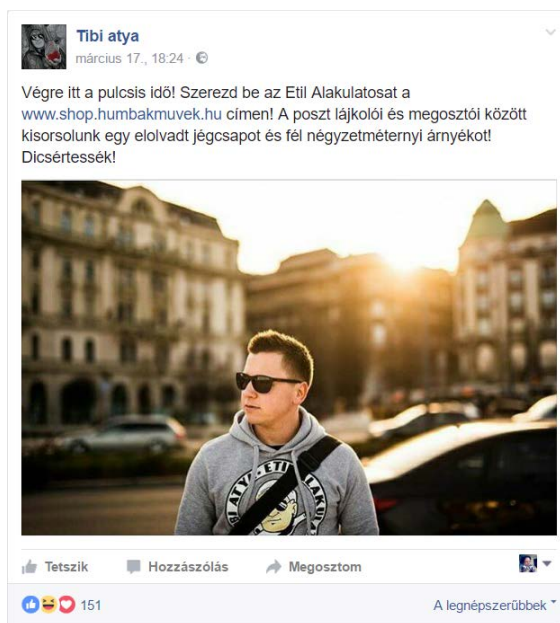 Tibi atya
március 17., 18:24 ·
Végre itt a pulcsis idő! Szerezd be az Etil Alakulatosat a
www.shop.humbakmuvek.hu címen! A poszt lájkolói és megosztói között
kisorsolunk egy elolvadt jégcsapot és fél négyzetméternyi árnyékot!
Dicsértessék!
ATYA • ETIL
Tetszik Hozzászólás Megosztom
151 A legnépszerűbbek